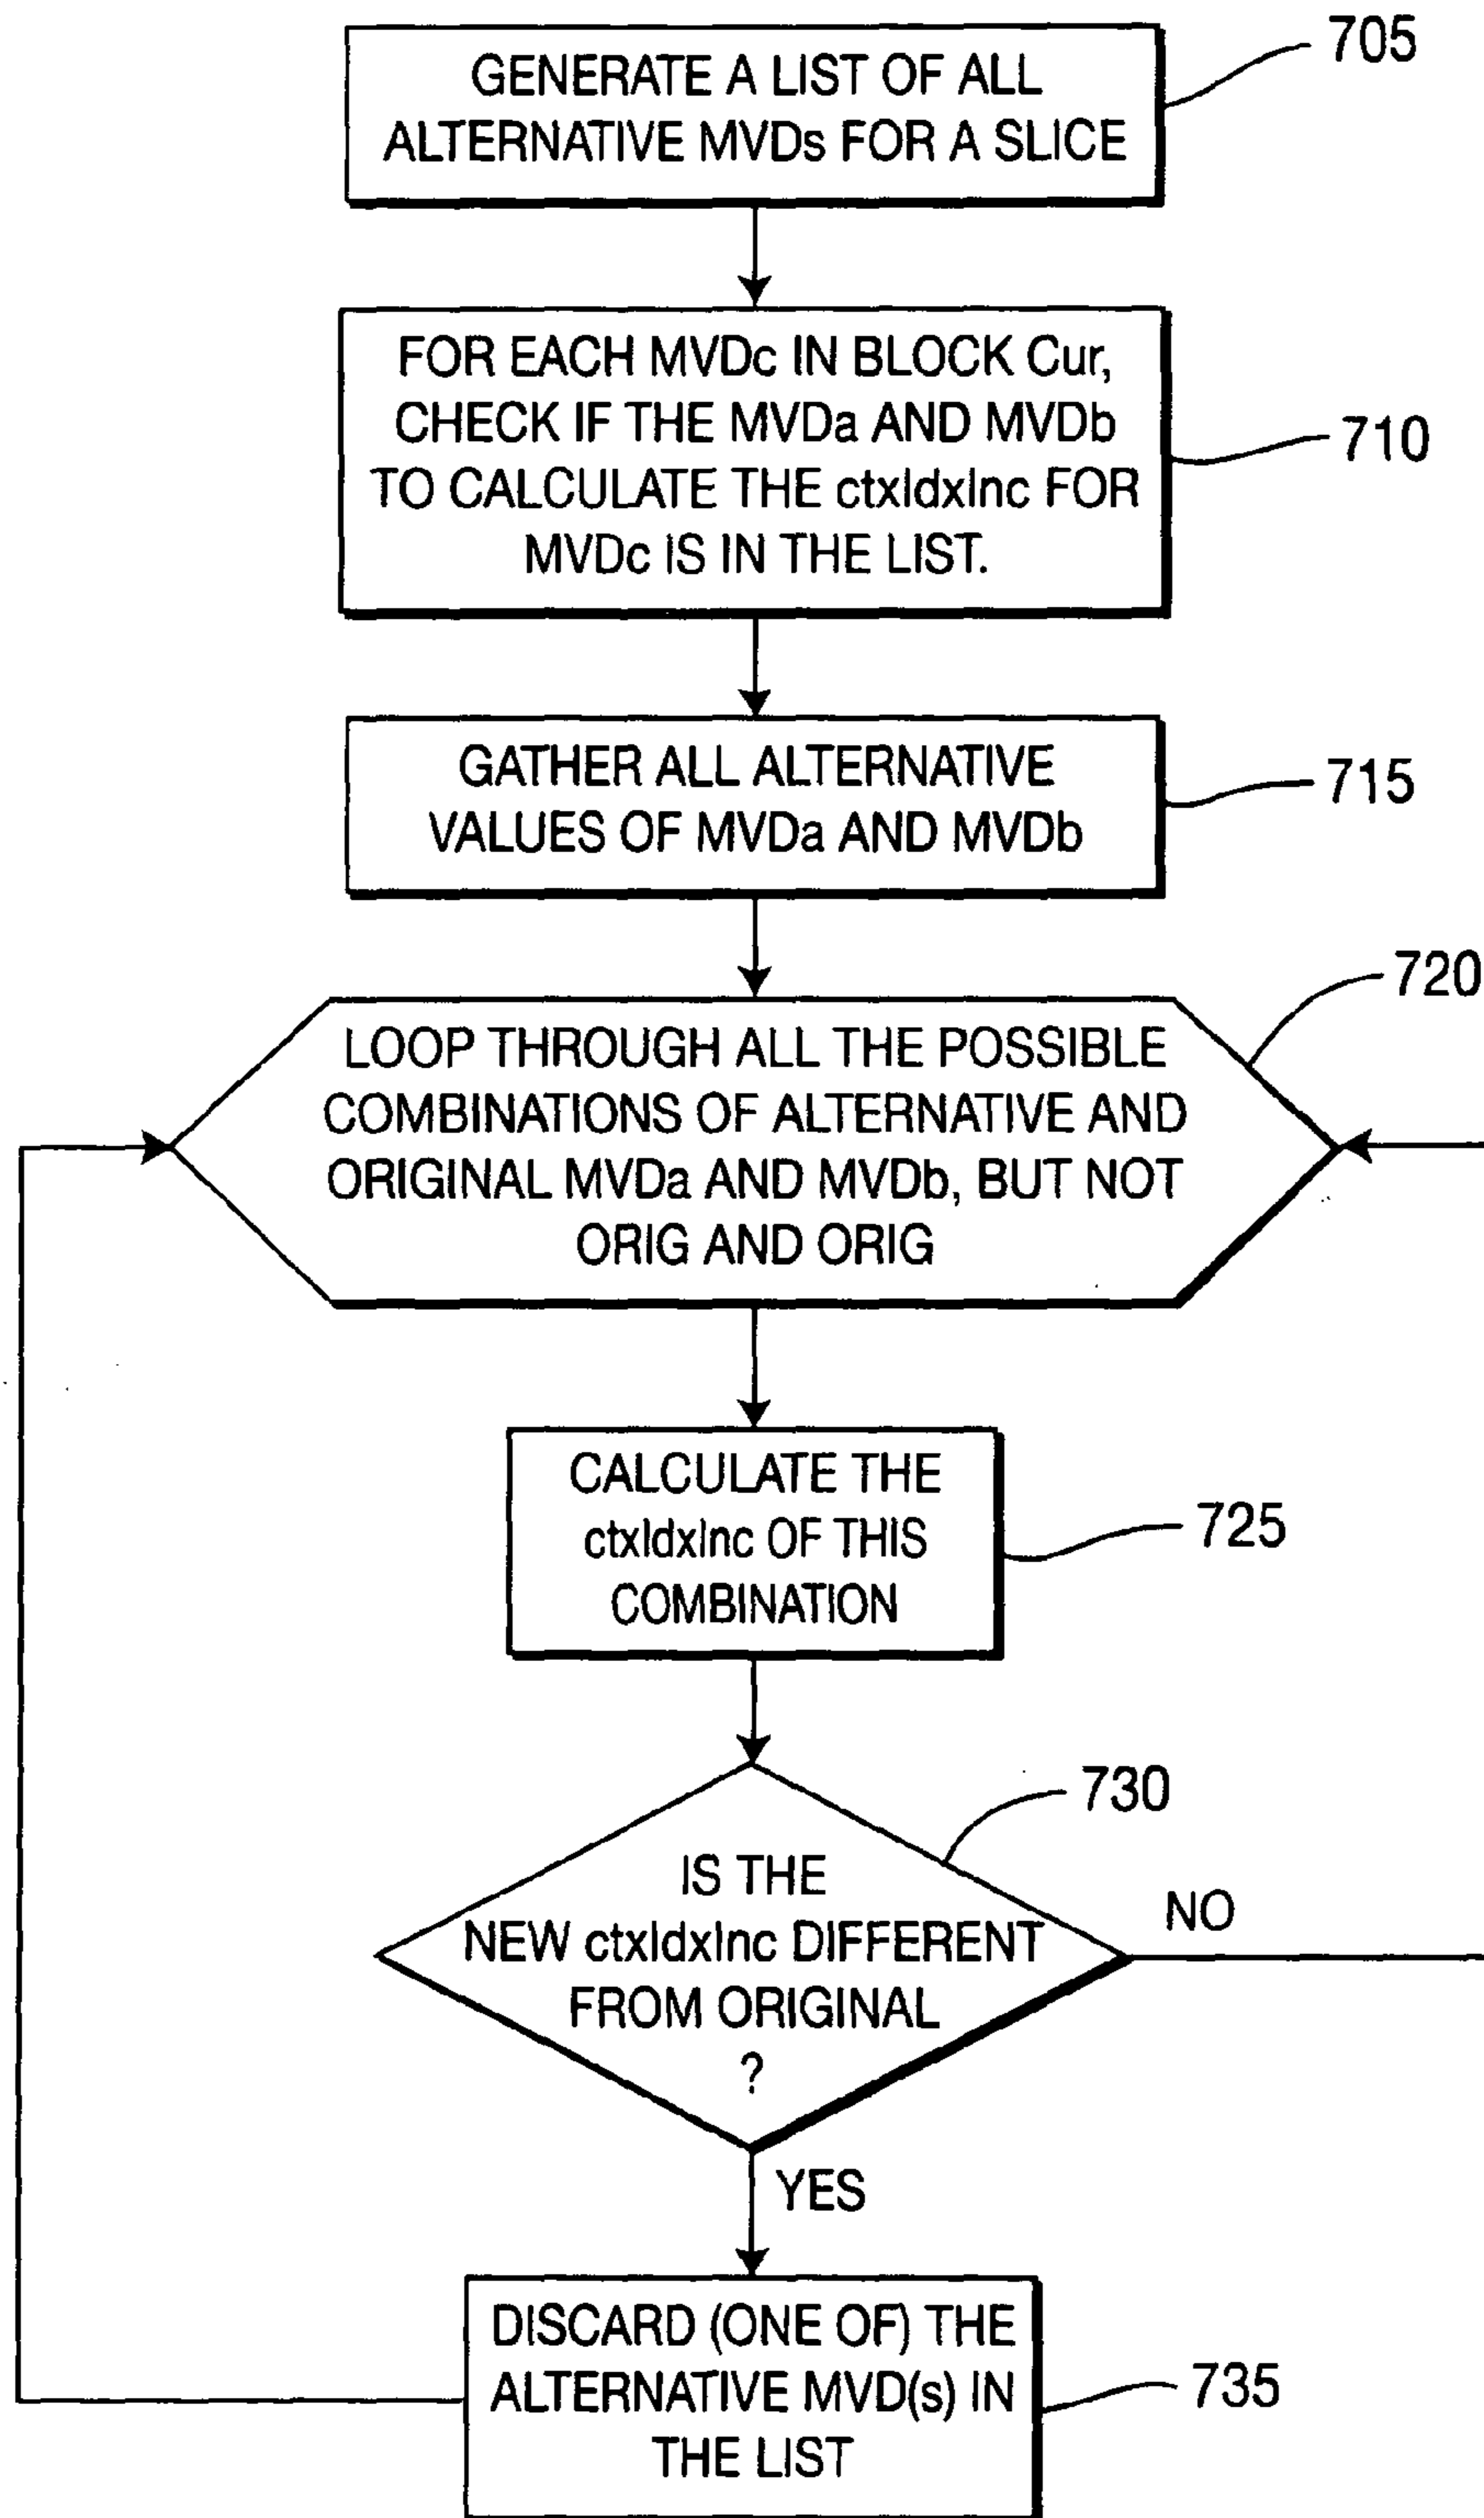 GENERATE A LIST OF ALL
ALTERNATIVE MVDs FOR A SLICE
705
FOR EACH MVDc IN BLOCK Cur,
CHECK IF THE MVDa AND MVDb
TO CALCULATE THE ctxIdxInc FOR
MVDc IS IN THE LIST.
710
GATHER ALL ALTERNATIVE
VALUES OF MVDa AND MVDb
715
720
LOOP THROUGH ALL THE POSSIBLE
COMBINATIONS OF ALTERNATIVE AND
ORIGINAL MVDa AND MVDb, BUT NOT
ORIG AND ORIG
CALCULATE THE
ctxIdxInc OF THIS
COMBINATION
725
730
IS THE
NEW ctxIdxInc DIFFERENT
FROM ORIGINAL
?
NO
YES
DISCARD (ONE OF) THE
ALTERNATIVE MVD(s) IN
THE LIST
735